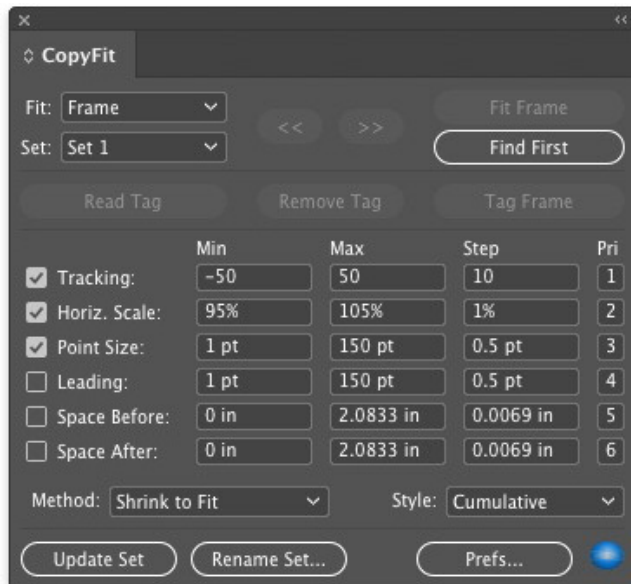 CopyFit
Fit: Frame << >> Fit Frame
Set: Set 1 Find First
Read Tag Remove Tag Tag Frame
Min Max Step Pri
Tracking: -50 50 10 1
Horiz. Scale: 95% 105% 1% 2
Point Size: 1 pt 150 pt 0.5 pt 3
Leading: 1 pt 150 pt 0.5 pt 4
Space Before: 0 in 2.0833 in 0.0069 in 5
Space After: 0 in 2.0833 in 0.0069 in 6
Method: Shrink to Fit Style: Cumulative
Update Set Rename Set... Prefs...